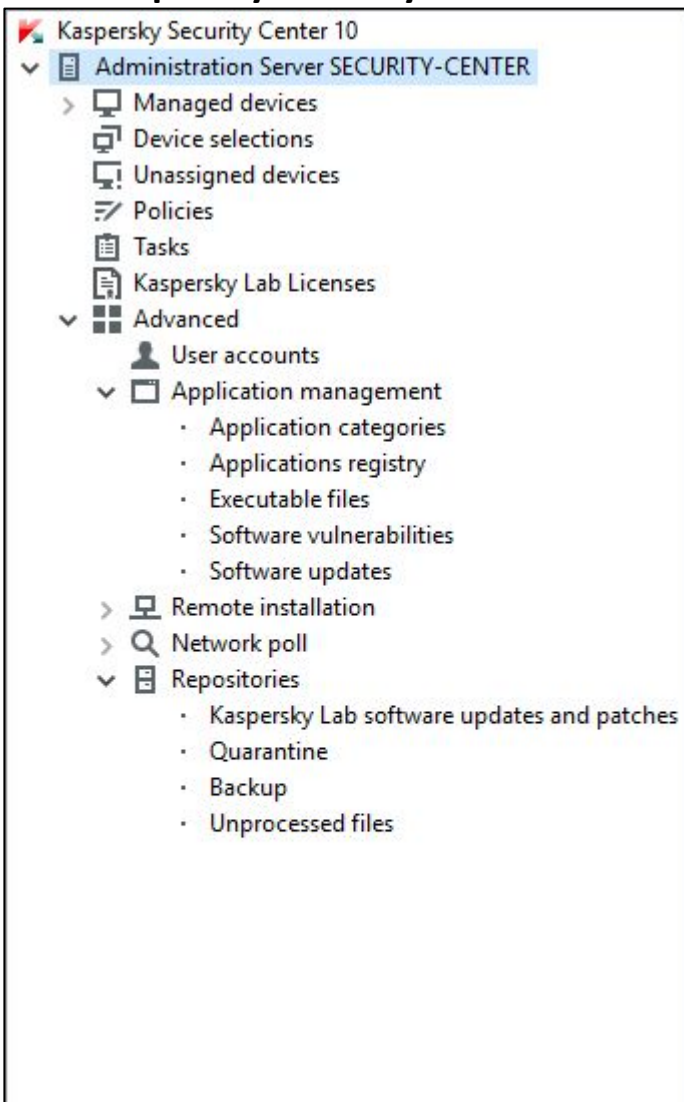 Kaspersky Security Center 10
Administration Server SECURITY-CENTER
Managed devices
Device selections
Unassigned devices
Policies
Tasks
Kaspersky Lab Licenses
Advanced
User accounts
Application management
Application categories
Applications registry
Executable files
Software vulnerabilities
Software updates
Remote installation
Network poll
Repositories
Kaspersky Lab software updates and patches
Quarantine
Backup
Unprocessed files